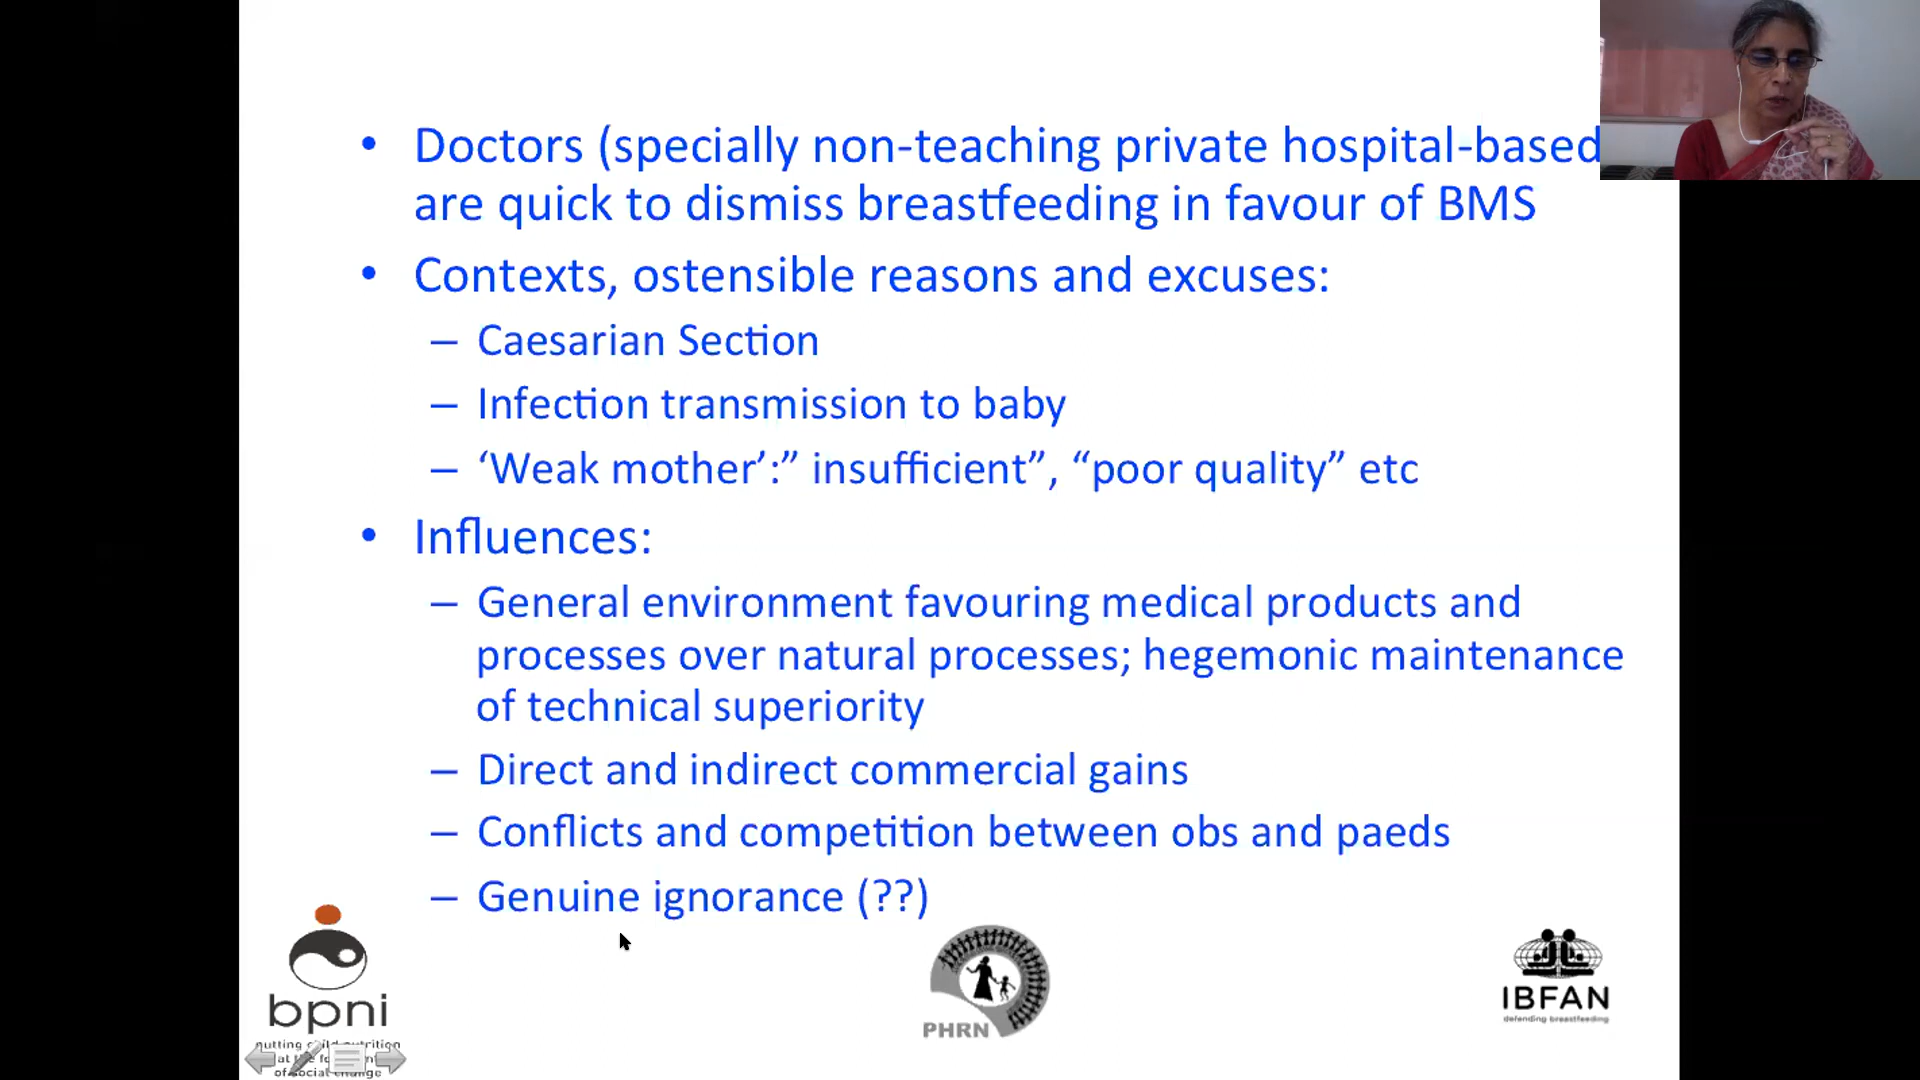 • Doctors (specially non-teaching private hospital-based
are quick to dismiss breastfeeding in favour of BMS
• Contexts, ostensible reasons and excuses:
– Caesarian Section
– Infection transmission to baby
– ‘Weak mother’:” insufficient”, “poor quality” etc
• Influences:
– General environment favouring medical products and
processes over natural processes; hegemonic maintenance
of technical superiority
– Direct and indirect commercial gains
– Conflicts and competition between obs and paeds
– Genuine ignorance (??)
bpni
putting child nutrition
at the
of social change
PHRN
IBFAN
defending breastfeeding